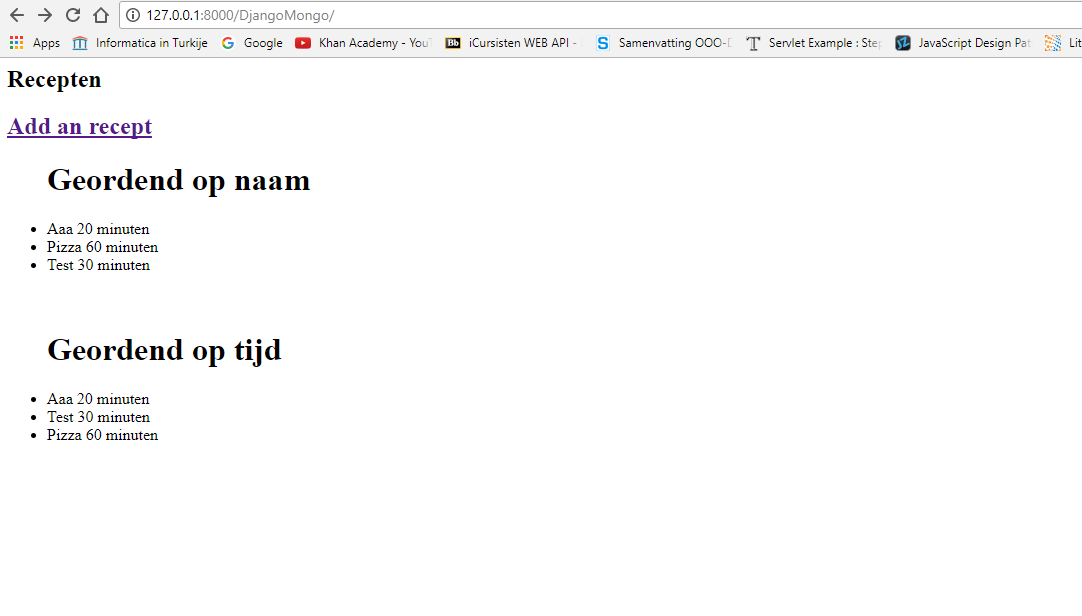 127.0.0.1:8000/DjangoMongo/
Apps Informatica in Turkije Google Khan Academy - You iCursisten WEB API - Samenvatting OOO- Servlet Example : Step JavaScript Design Pat Lit
Recepten
Add an recept
Geordend op naam
Aaa 20 minuten
Pizza 60 minuten
Test 30 minuten
Geordend op tijd
Aaa 20 minuten
Test 30 minuten
Pizza 60 minuten